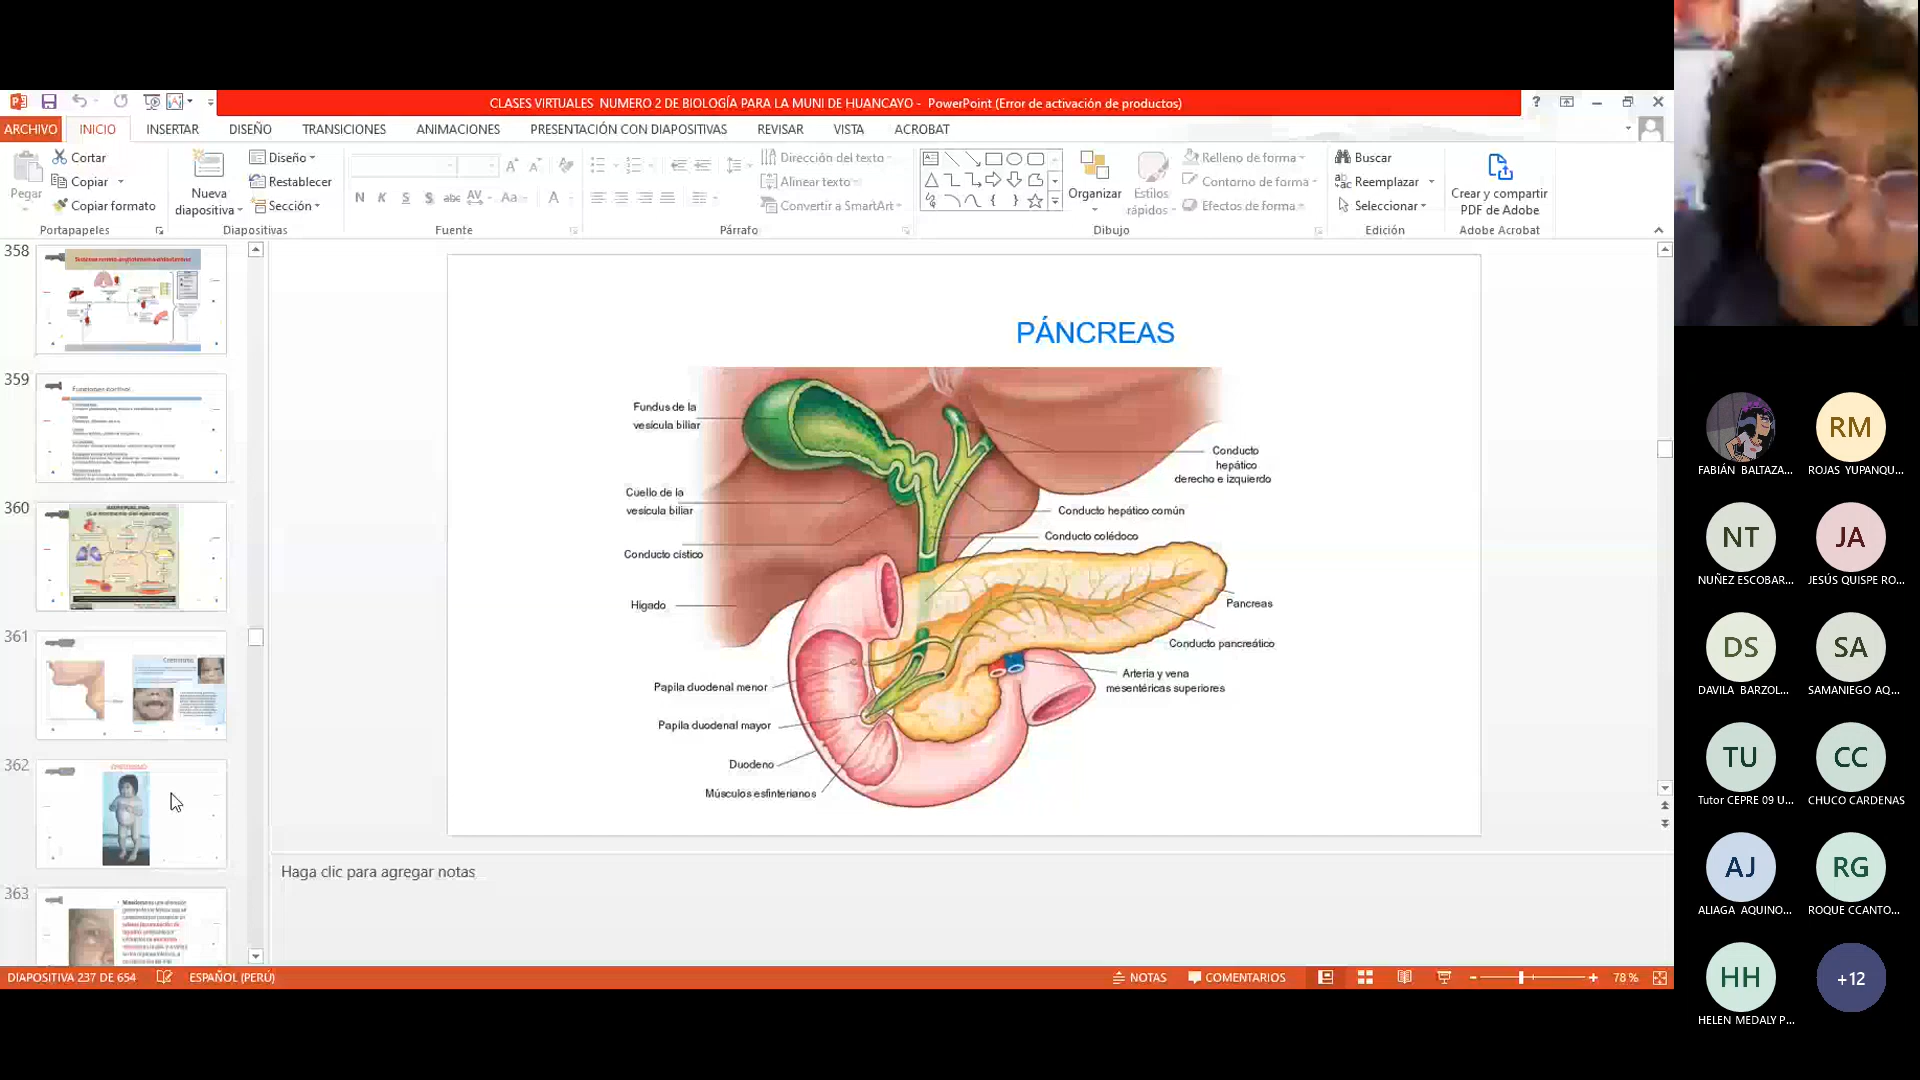 CLASES VIRTUALES NUMERO 2 DE BIOLOGÍA PARA LA MUNI DE HUANCAYO - PowerPoint (Error de activación de productos)
ARCHIVO
INICIO
INSERTAR
DISEÑO
TRANSICIONES
ANIMACIONES
PRESENTACIÓN CON DIAPOSITIVAS
REVISAR
VISTA
ACROBAT
Pegar
Cortar
Copiar
Copiar formato
Portapapeles
Nueva
diapositiva
Diseño
Restablecer
Sección
Diapositivas
N K S S abc AV Aa A
Fuente
Dirección del texto
Alinear texto
Convertir a SmartArt
Párrafo
Organizar
Estilos
rápidos
Relleno de forma
Contorno de forma
Efectos de forma
Dibujo
Buscar
Reemplazar
Seleccionar
Edición
Crear y compartir
PDF de Adobe
Adobe Acrobat
358
359
360
361
362
363
PÁNCREAS
Fundus de la
vesícula biliar
Cuello de la
vesícula biliar
Conducto cístico
Hígado
Papila duodenal menor
Papila duodenal mayor
Duodeno
Músculos esfinterianos
Conducto
hepático
derecho e izquierdo
Conducto hepático común
Conducto colédoco
Pancreas
Conducto pancreático
Arteria y vena
mesentéricas superiores
Haga clic para agregar notas
DIAPOSITIVA 237 DE 654
ESPAÑOL (PERÚ)
NOTAS
COMENTARIOS
78 %
FABIÁN BALTAZA...
RM
ROJAS YUPANQU...
NT
NUÑEZ ESCOBAR...
JA
JESÚS QUISPE RO...
DS
DAVILA BARZOL...
SA
SAMANIEGO AQ...
TU
Tutor CEPRE 09 U...
CC
CHUCO CARDENAS
AJ
ALIAGA AQUINO...
RG
ROQUE CCANTO...
HH
HELEN MEDALY P...
+12